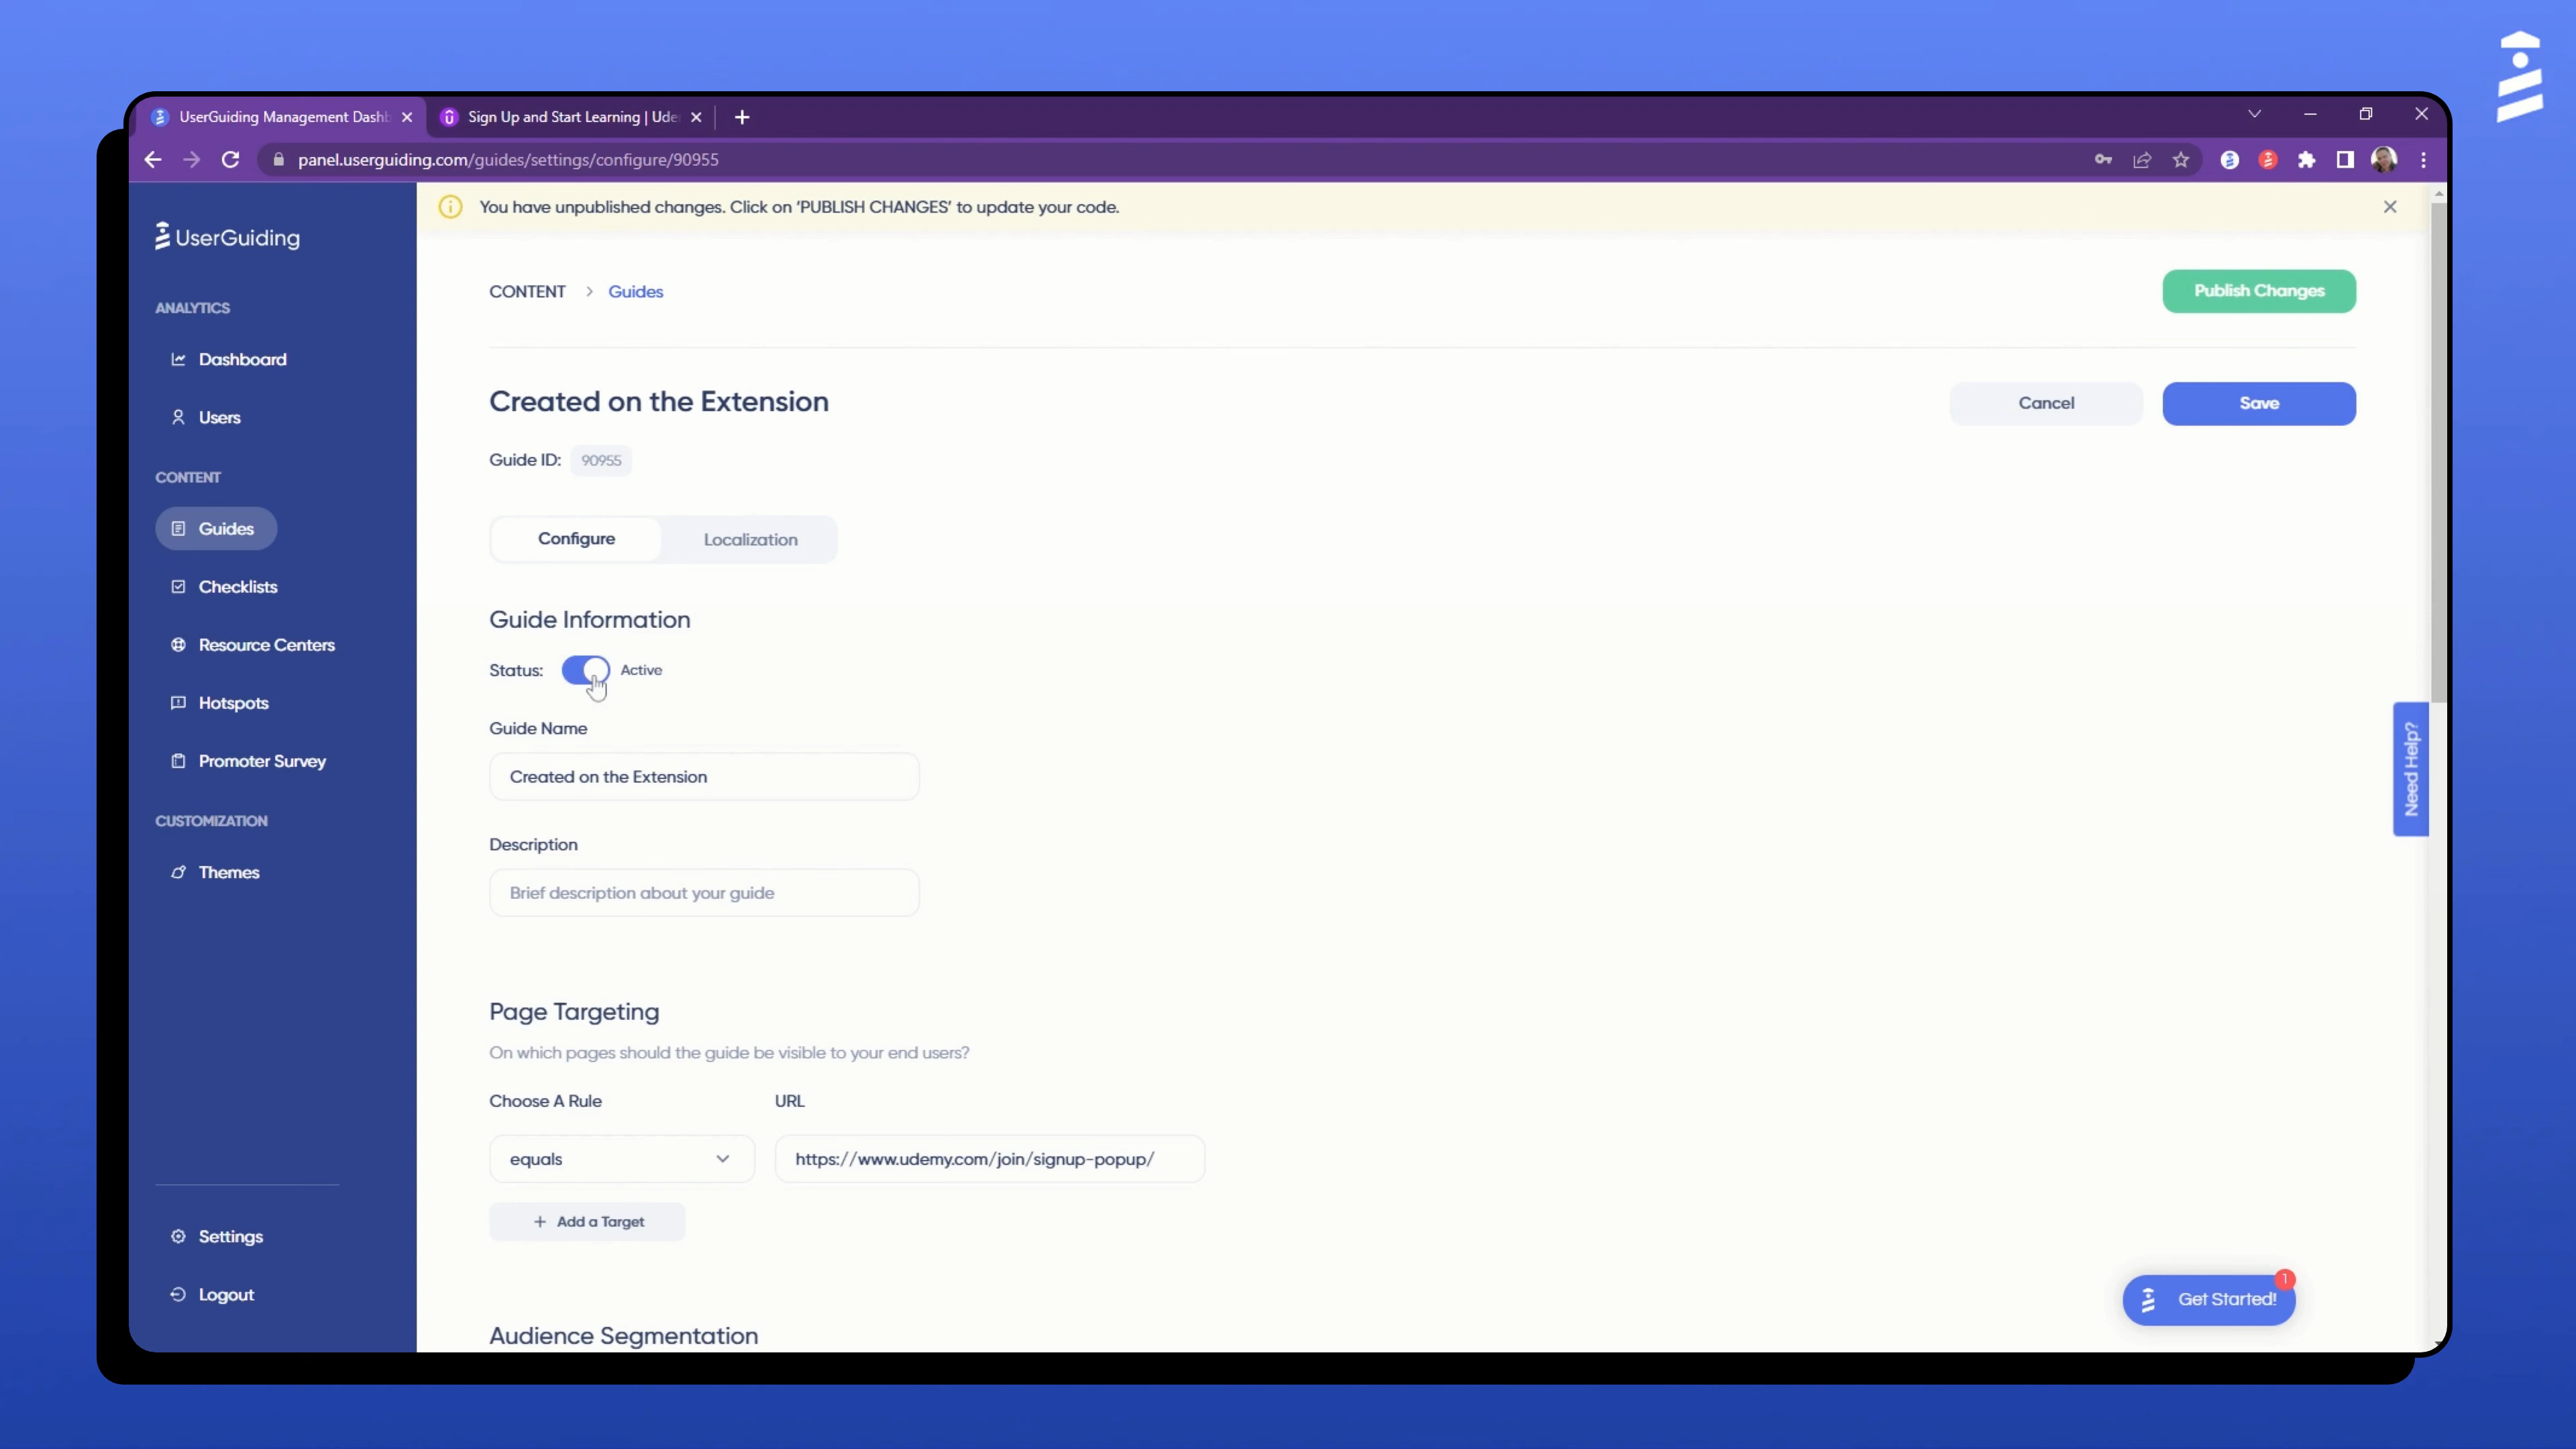 UserGuiding Management Dashb
Sign Up and Start Learning | Ude
panel.userguiding.com/guides/settings/configure/90955
UserGuiding
ANALYTICS
Dashboard
Users
CONTENT
Guides
Checklists
Resource Centers
Hotspots
Promoter Survey
CUSTOMIZATION
Themes
Settings
Logout
You have unpublished changes. Click on ‘PUBLISH CHANGES’ to update your code.
CONTENT > Guides
Publish Changes
Created on the Extension
Cancel
Save
Guide ID: 90955
Configure
Localization
Guide Information
Status: Active
Guide Name
Created on the Extension
Description
Brief description about your guide
Page Targeting
On which pages should the guide be visible to your end users?
Choose A Rule
URL
equals
https://www.udemy.com/join/signup-popup/
+ Add a Target
Audience Segmentation
Need Help?
Get Started!
1